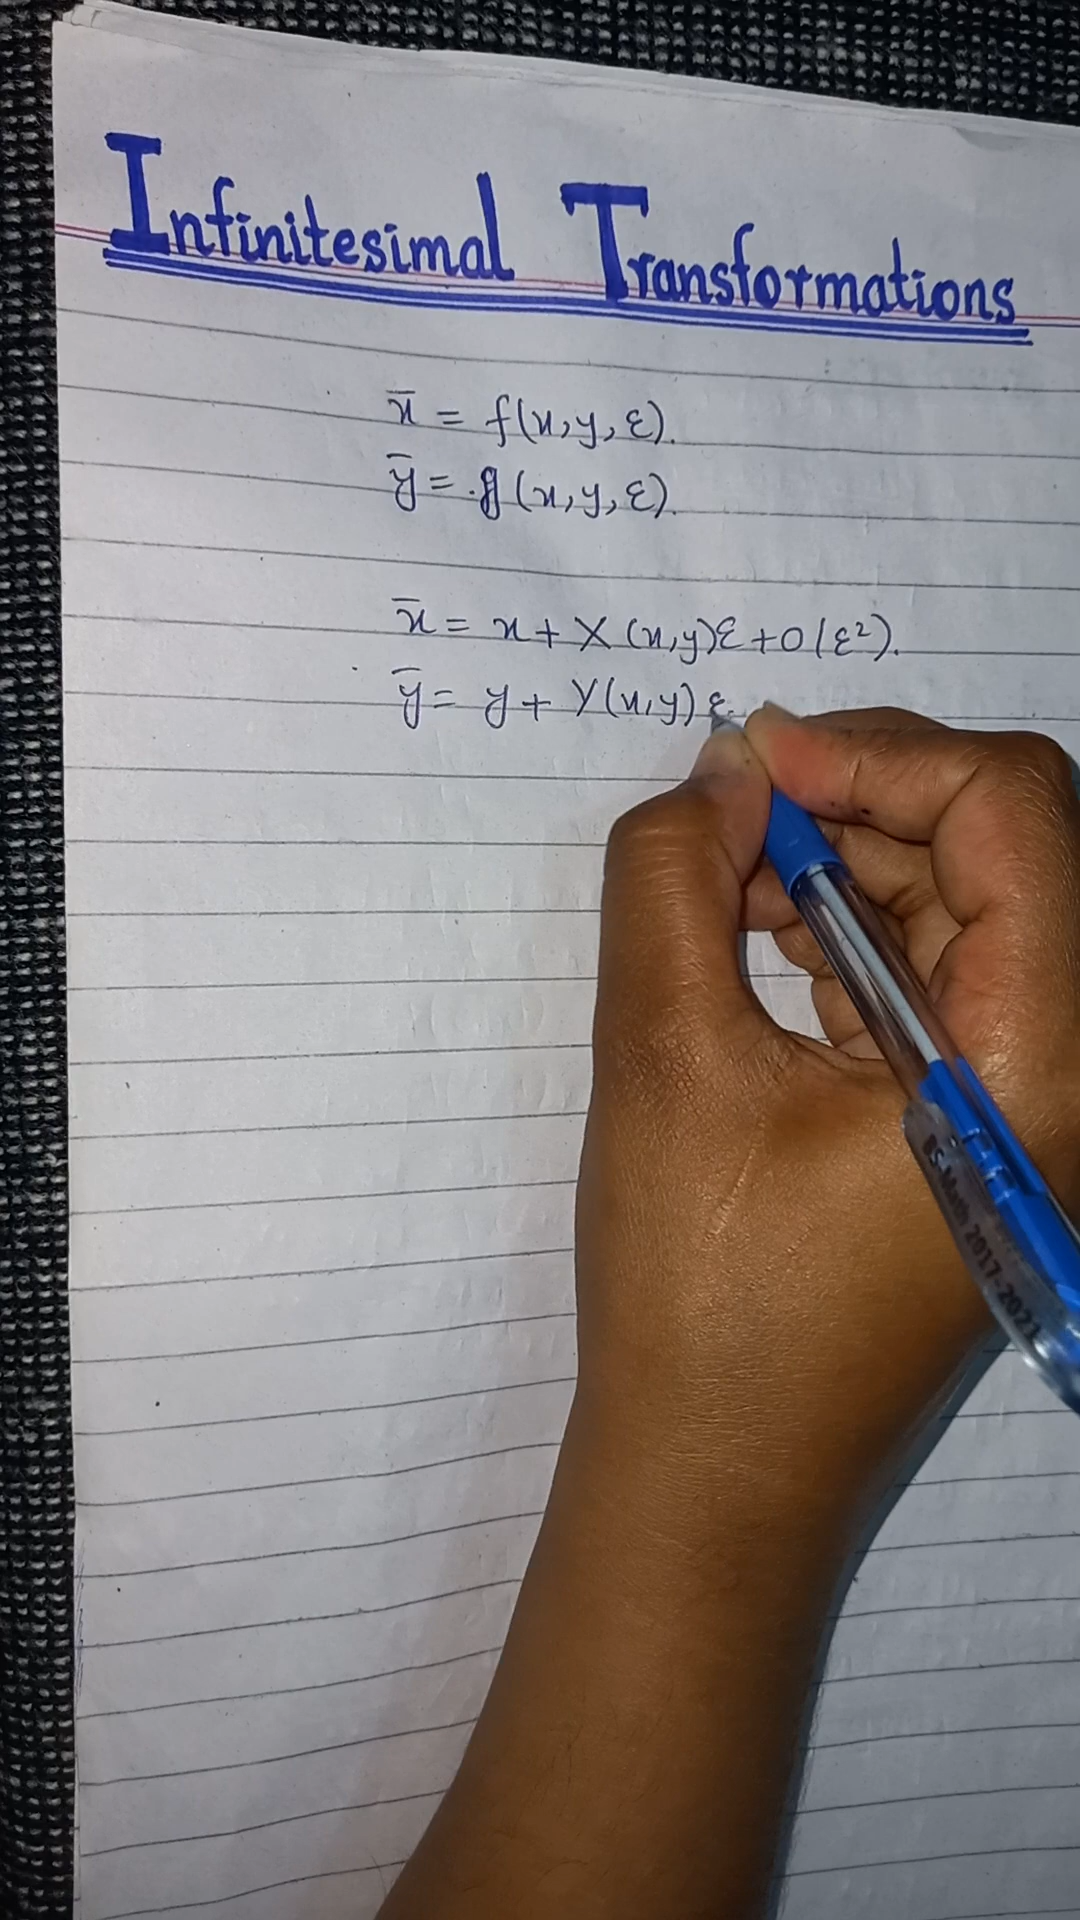 Infinitesimal Transformations
x̄ = f(x,y,ε).
ȳ = g(x,y,ε).
x̄ = x + X(x,y)ε + O(ε²).
ȳ = y + Y(x,y)ε
BS-Math 2017-2021